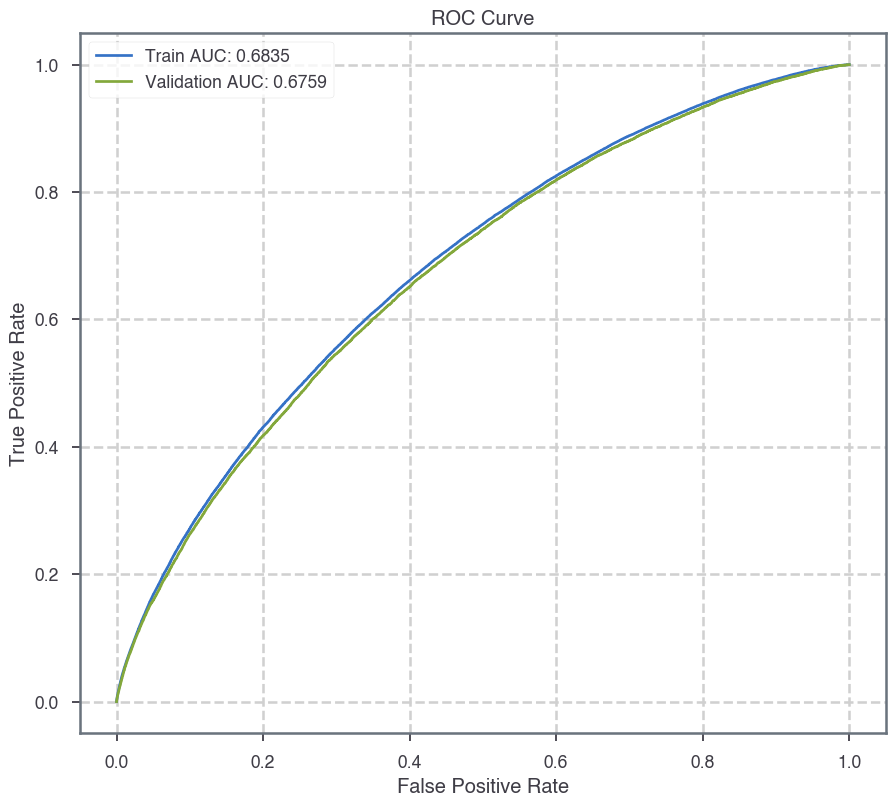 ROC Curve
Train AUC: 0.6835
Validation AUC: 0.6759
1.0
0.8
0.6
0.4
0.2
0.0
True Positive Rate
0.0 0.2 0.4 0.6 0.8 1.0
False Positive Rate